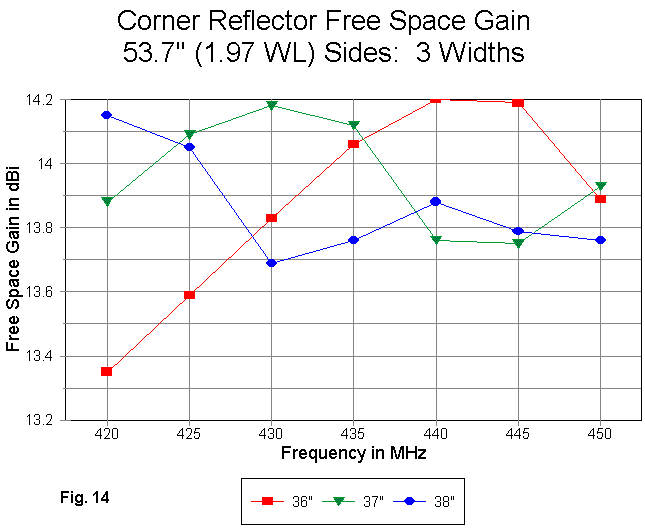 Corner Reflector Free Space Gain
53.7" (1.97 WL) Sides: 3 Widths
Free Space Gain in dBi
14.2
14
13.8
13.6
13.4
13.2
420 425 430 435 440 445 450
Frequency in MHz
Fig. 14
36" 37" 38"